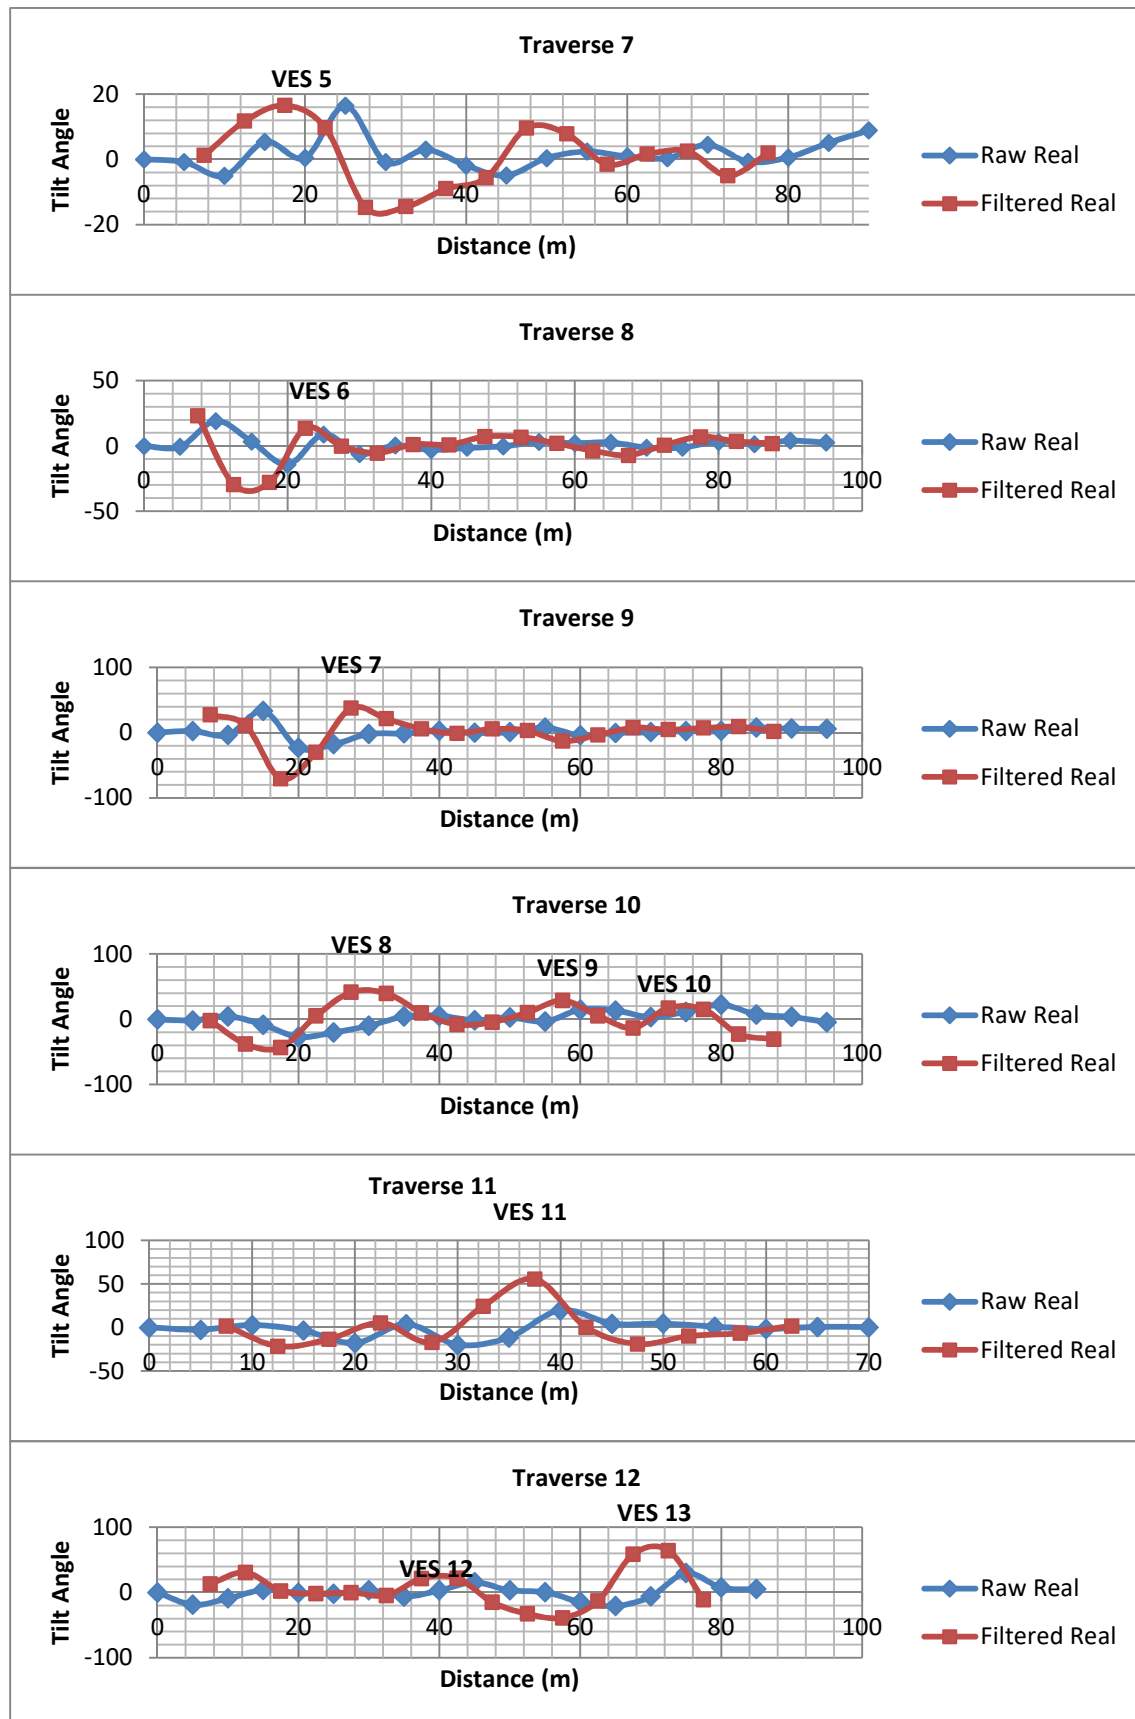 Traverse 7
VES 5
Tilt Angle
20
0
-20
0 20 40 60 80
Distance (m)
Raw Real
Filtered Real
Traverse 8
VES 6
Tilt Angle
50
0
-50
0 20 40 60 80 100
Distance (m)
Raw Real
Filtered Real
Traverse 9
VES 7
Tilt Angle
100
0
-100
0 20 40 60 80 100
Distance (m)
Raw Real
Filtered Real
Traverse 10
VES 8 VES 9 VES 10
Tilt Angle
100
0
-100
0 20 40 60 80 100
Distance (m)
Raw Real
Filtered Real
Traverse 11
VES 11
Tilt Angle
100
50
0
-50
0 10 20 30 40 50 60 70
Distance (m)
Raw Real
Filtered Real
Traverse 12
VES 13
VES 12
Tilt Angle
100
0
-100
0 20 40 60 80 100
Distance (m)
Raw Real
Filtered Real